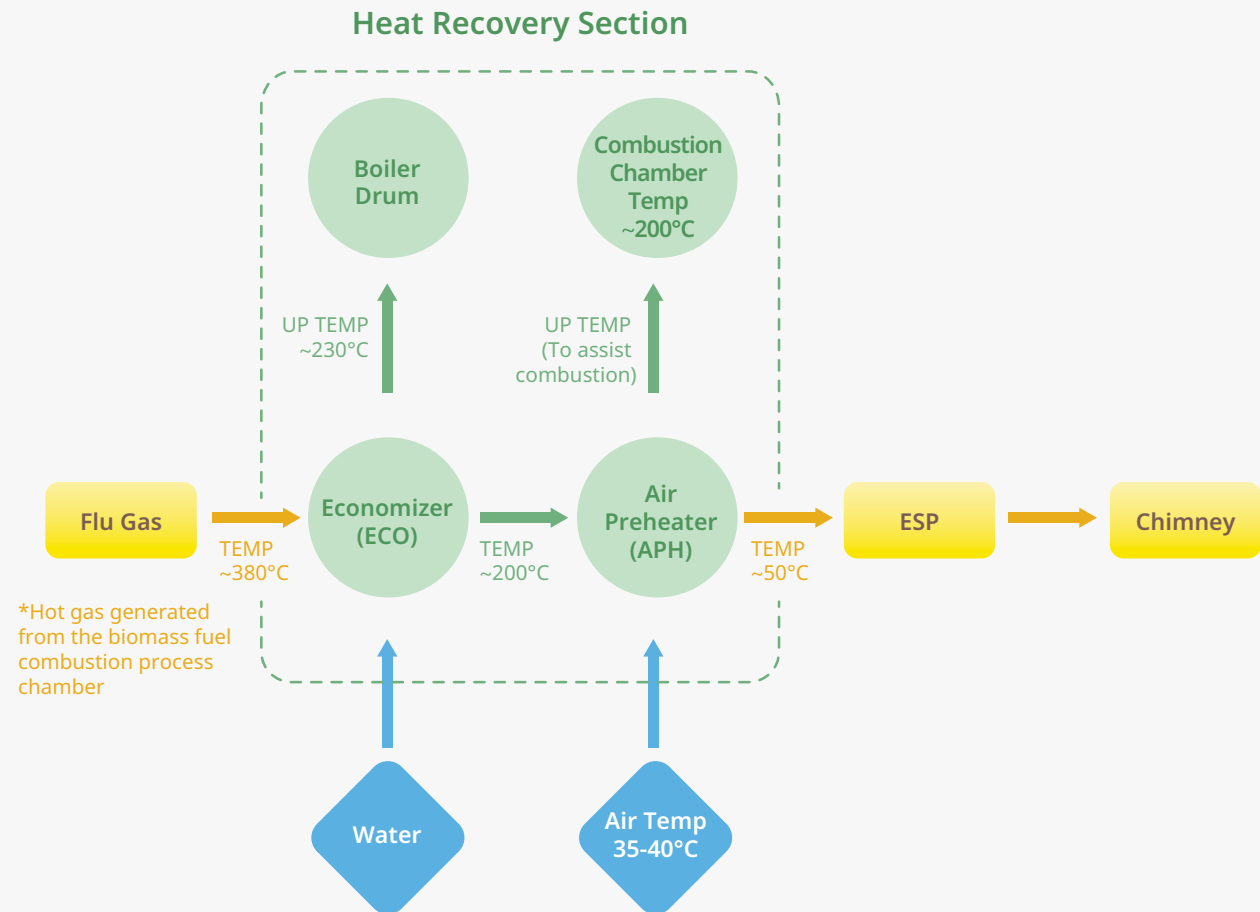 Heat Recovery Section
Boiler
Drum
Combustion
Chamber
Temp
~200°C
UP TEMP
~230°C
UP TEMP
(To assist
combustion)
Flu Gas
TEMP
~380°C
Economizer
(ECO)
TEMP
~200°C
Air
Preheater
(APH)
TEMP
~50°C
ESP
Chimney
*Hot gas generated
from the biomass fuel
combustion process
chamber
Water
Air Temp
35-40°C